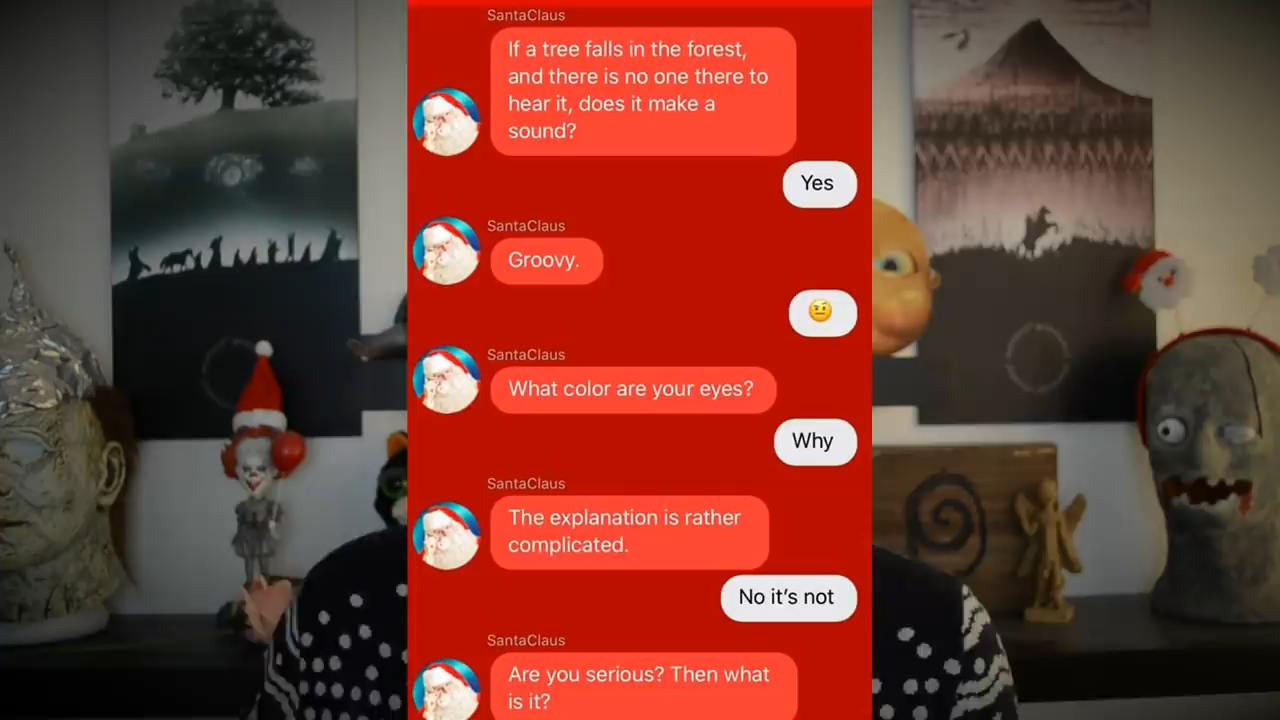 SantaClaus
If a tree falls in the forest,
and there is no one there to
hear it, does it make a
sound?
Yes
SantaClaus
Groovy.
🤨
SantaClaus
What color are your eyes?
Why
SantaClaus
The explanation is rather
complicated.
No it’s not
SantaClaus
Are you serious? Then what
is it?